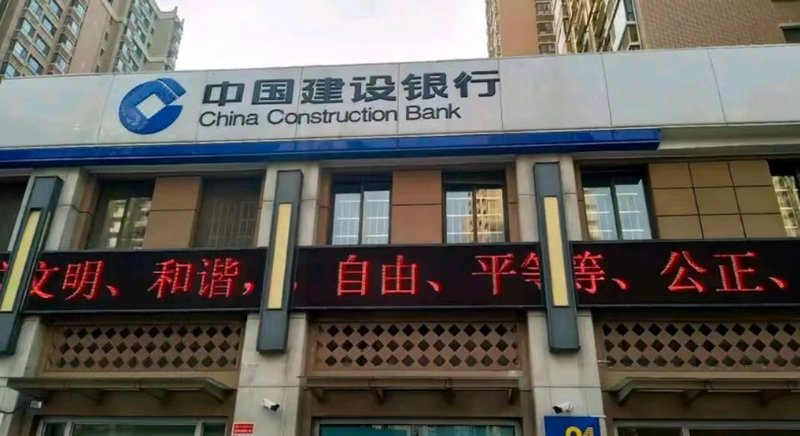 中国建设银行
China Construction Bank
文明、和谐，自由、平等等、公正、